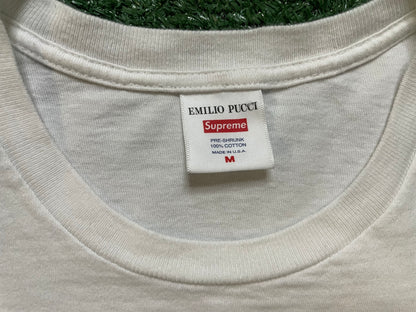 EMILIO PUCCI
Supreme
PRE-SHRUNK
100% COTTON
MADE IN U.S.A.
M